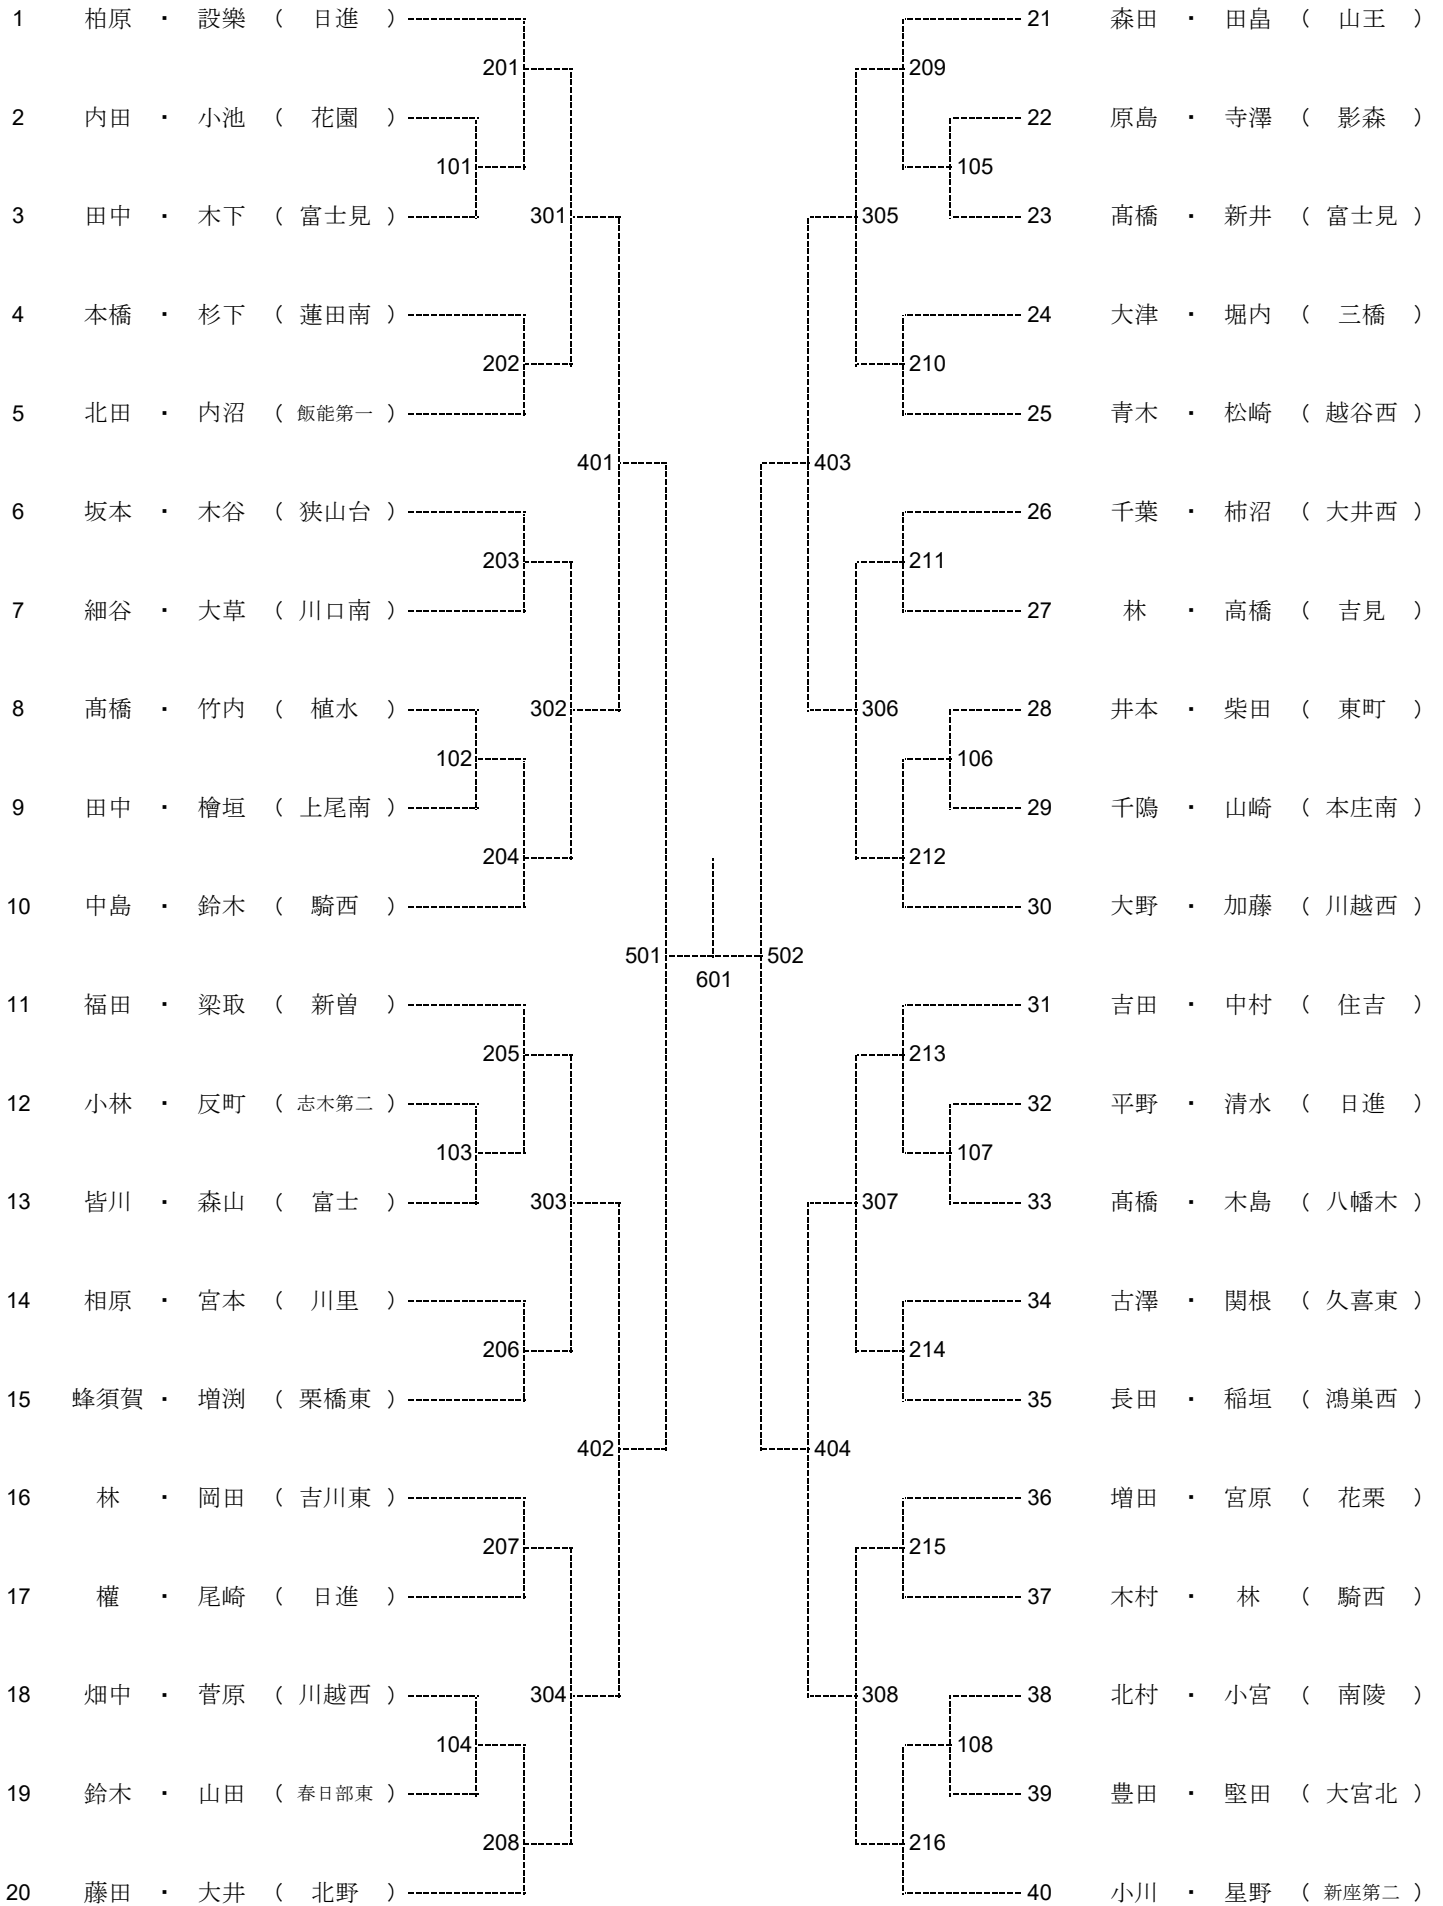 1 柏原 ・ 設樂 （ 日進 ） 21 森田 ・ 田畠 （ 山王 ）
201 209
2 内田 ・ 小池 （ 花園 ） 22 原島 ・ 寺澤 （ 影森 ）
101 105
3 田中 ・ 木下 （ 富士見 ） 301 305 23 髙橋 ・ 新井 （ 富士見 ）
4 本橋 ・ 杉下 （ 蓮田南 ） 24 大津 ・ 堀内 （ 三橋 ）
202 210
5 北田 ・ 内沼 （ 飯能第一 ） 25 青木 ・ 松崎 （ 越谷西 ）
401 403
6 坂本 ・ 木谷 （ 狭山台 ） 26 千葉 ・ 柿沼 （ 大井西 ）
203 211
7 細谷 ・ 大草 （ 川口南 ） 27 林 ・ 高橋 （ 吉見 ）
8 髙橋 ・ 竹内 （ 植水 ） 302 306 28 井本 ・ 柴田 （ 東町 ）
102 106
9 田中 ・ 檜垣 （ 上尾南 ） 29 千隝 ・ 山崎 （ 本庄南 ）
204 212
10 中島 ・ 鈴木 （ 騎西 ） 30 大野 ・ 加藤 （ 川越西 ）
501 502
601
11 福田 ・ 梁取 （ 新曽 ） 31 吉田 ・ 中村 （ 住吉 ）
205 213
12 小林 ・ 反町 （ 志木第二 ） 32 平野 ・ 清水 （ 日進 ）
103 107
13 皆川 ・ 森山 （ 富士 ） 303 307 33 髙橋 ・ 木島 （ 八幡木 ）
14 相原 ・ 宮本 （ 川里 ） 34 古澤 ・ 関根 （ 久喜東 ）
206 214
15 蜂須賀 ・ 増渕 （ 栗橋東 ） 35 長田 ・ 稲垣 （ 鴻巣西 ）
402 404
16 林 ・ 岡田 （ 吉川東 ） 36 増田 ・ 宮原 （ 花栗 ）
207 215
17 權 ・ 尾崎 （ 日進 ） 37 木村 ・ 林 （ 騎西 ）
18 畑中 ・ 菅原 （ 川越西 ） 304 308 38 北村 ・ 小宮 （ 南陵 ）
104 108
19 鈴木 ・ 山田 （ 春日部東 ） 39 豊田 ・ 堅田 （ 大宮北 ）
208 216
20 藤田 ・ 大井 （ 北野 ） 40 小川 ・ 星野 （ 新座第二 ）